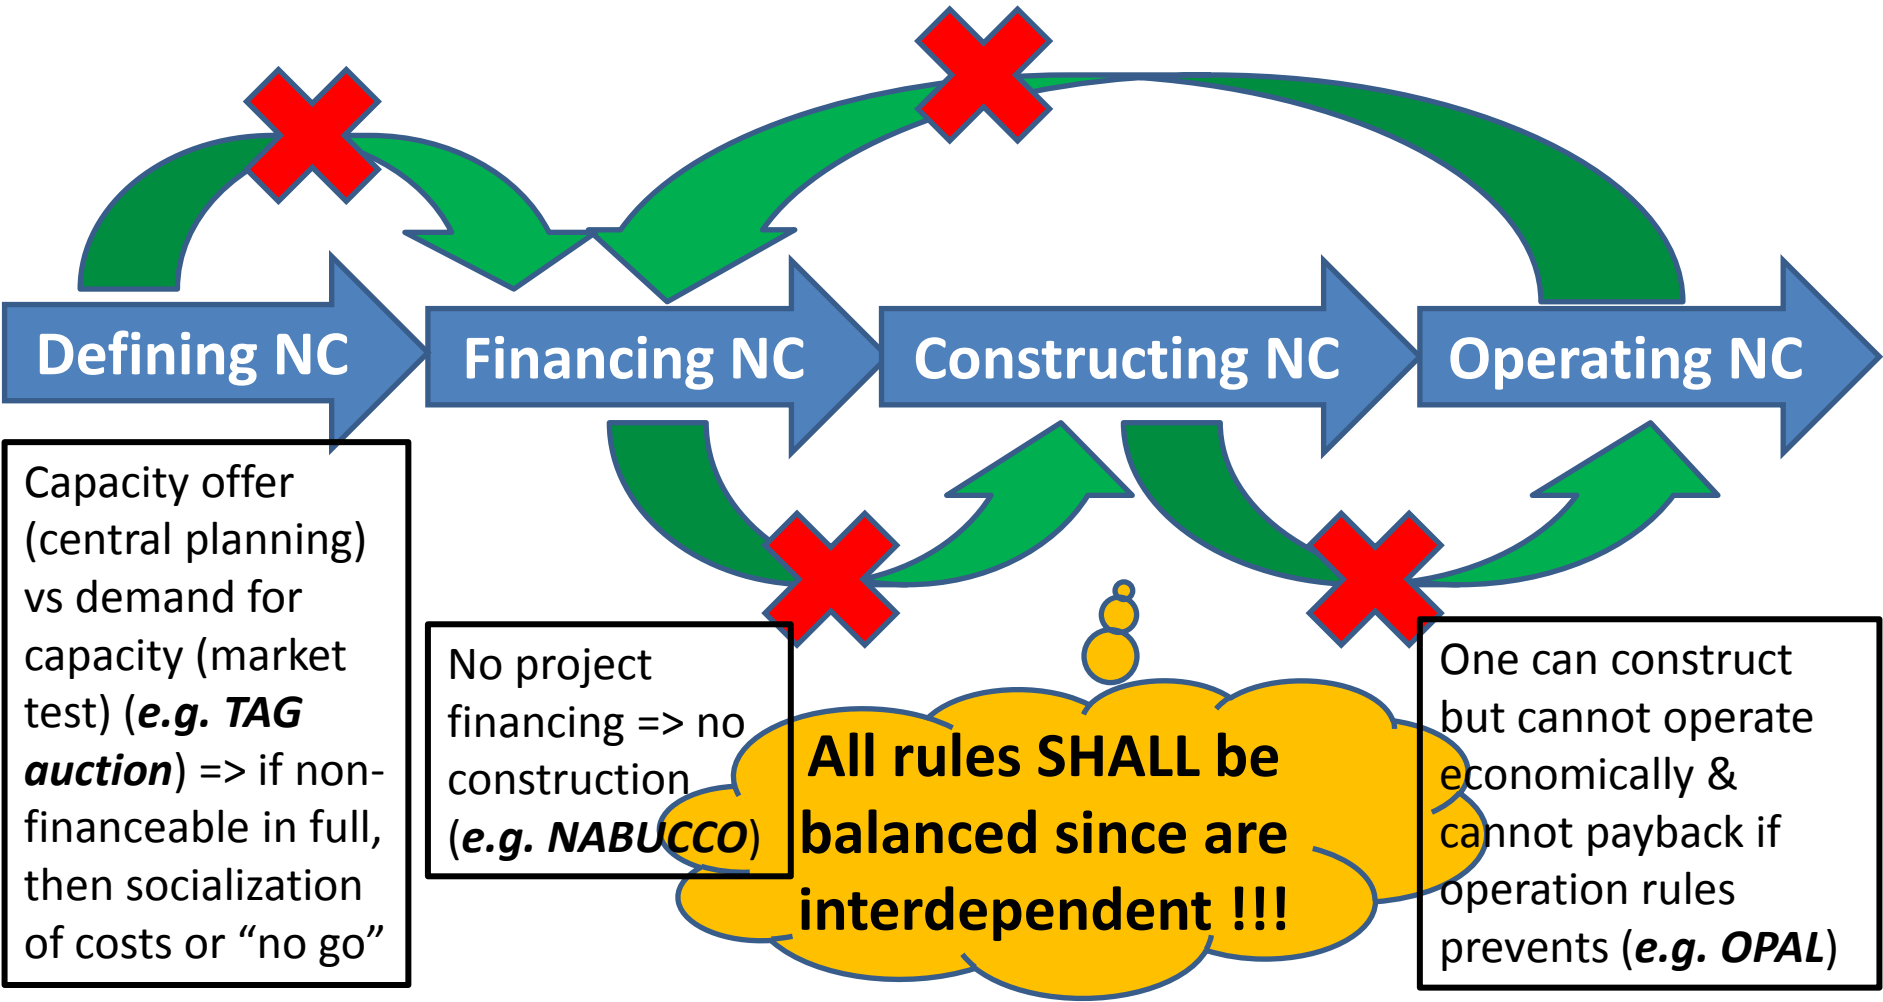 Defining NC
Financing NC
Constructing NC
Operating NC
Capacity offer
(central planning)
vs demand for
capacity (market
test) (e.g. TAG
auction) => if non-
financeable in full,
then socialization
of costs or “no go”
No project
financing => no
construction
(e.g. NABUCCO)
All rules SHALL be
balanced since are
interdependent !!!
One can construct
but cannot operate
economically &
cannot payback if
operation rules
prevents (e.g. OPAL)